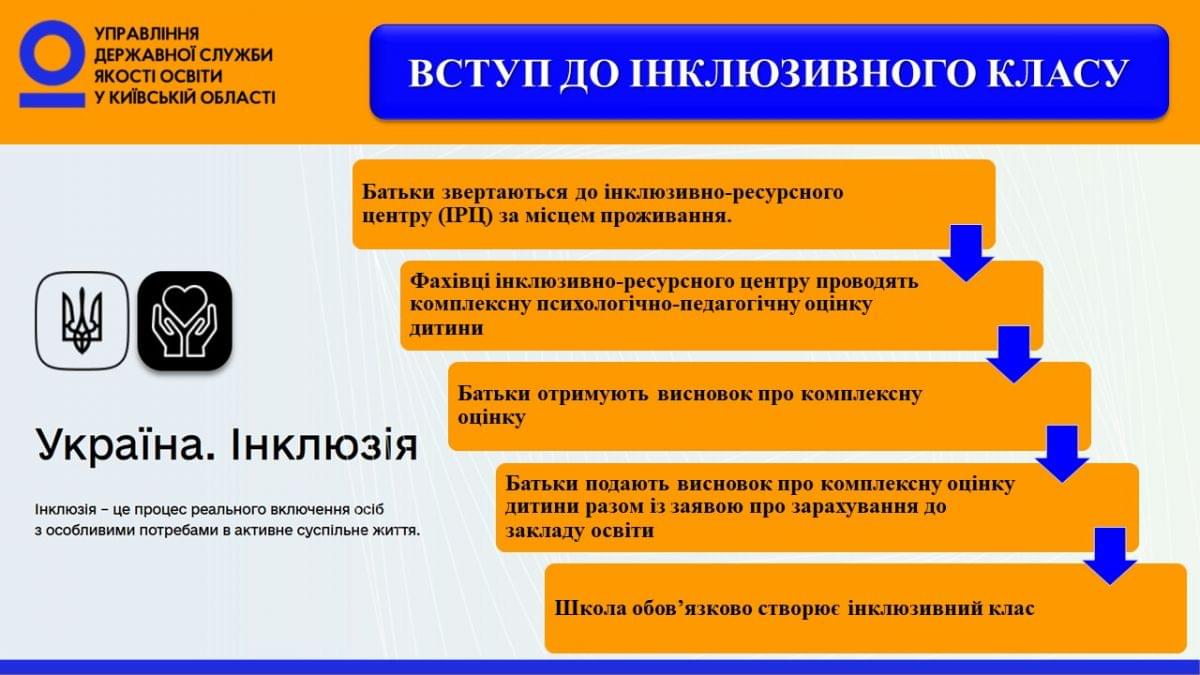 УПРАВЛІННЯ
ДЕРЖАВНОЇ СЛУЖБИ
ЯКОСТІ ОСВІТИ
У КИЇВСЬКІЙ ОБЛАСТІ
ВСТУП ДО ІНКЛЮЗИВНОГО КЛАСУ
Батьки звертаються до інклюзивно-ресурсного
центру (ІРЦ) за місцем проживання.
Фахівці інклюзивно-ресурсного центру проводять
комплексну психологічно-педагогічну оцінку
дитини
Батьки отримують висновок про комплексну
оцінку
Батьки подають висновок про комплексну оцінку
дитини разом із заявою про зарахування до
закладу освіти
Школа обов’язково створює інклюзивний клас
Україна. Інклюзія
Інклюзія – це процес реального включення осіб
з особливими потребами в активне суспільне життя.